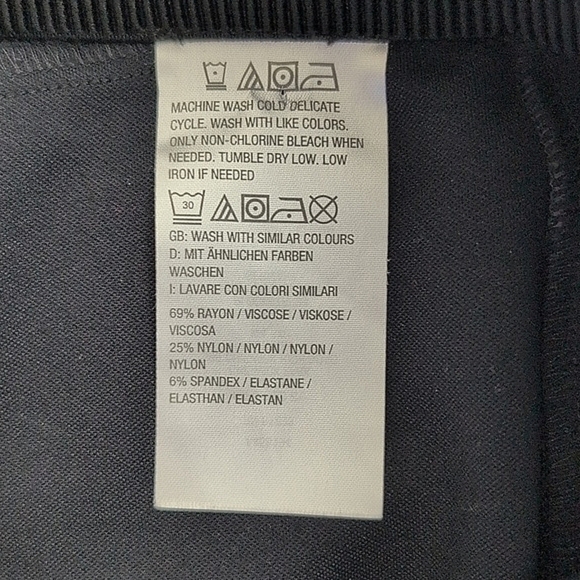 MACHINE WASH COLD DELICATE
CYCLE. WASH WITH LIKE COLORS.
ONLY NON-CHLORINE BLEACH WHEN
NEEDED. TUMBLE DRY LOW. LOW
IRON IF NEEDED
30
GB: WASH WITH SIMILAR COLOURS
D: MIT ÄHNLICHEN FARBEN
WASCHEN
I: LAVARE CON COLORI SIMILARI
69% RAYON / VISCOSE / VISKOSE /
VISCOSA
25% NYLON / NYLON / NYLON /
NYLON
6% SPANDEX / ELASTANE /
ELASTHAN / ELASTAN